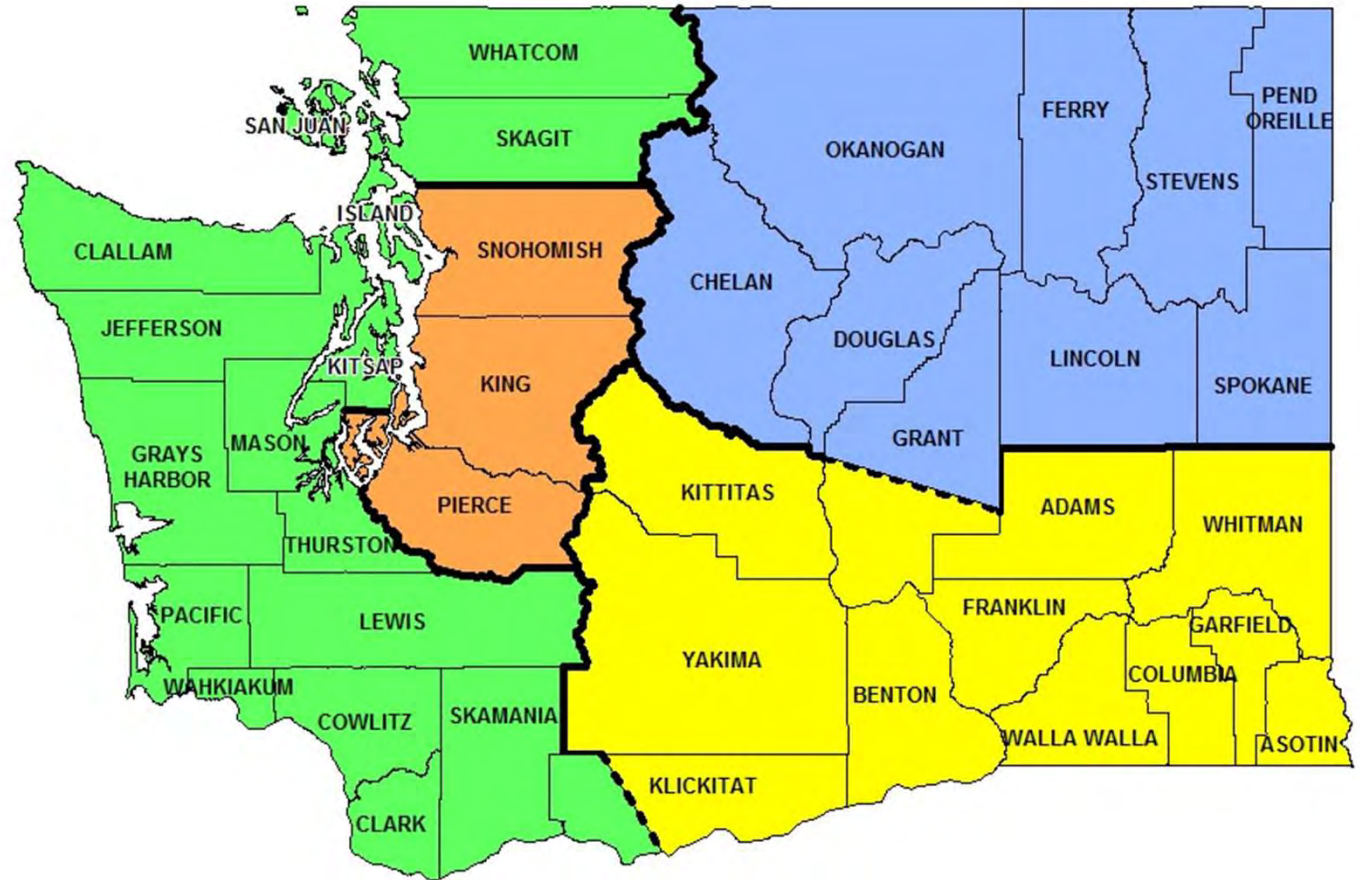 WHATCOM
SAN JUAN
SKAGIT
ISLAND
CLALLAM
SNOHOMISH
JEFFERSON
KITSAP
KING
GRAYS
HARBOR
MASON
PIERCE
THURSTON
PACIFIC
LEWIS
WAHKIAKUM
COWLITZ
SKAMANIA
CLARK
OKANOGAN
FERRY
STEVENS
PEND
OREILLE
CHELAN
DOUGLAS
LINCOLN
SPOKANE
GRANT
KITTITAS
ADAMS
WHITMAN
YAKIMA
FRANKLIN
GARFIELD
BENTON
COLUMBIA
WALLA WALLA
ASOTIN
KLICKITAT